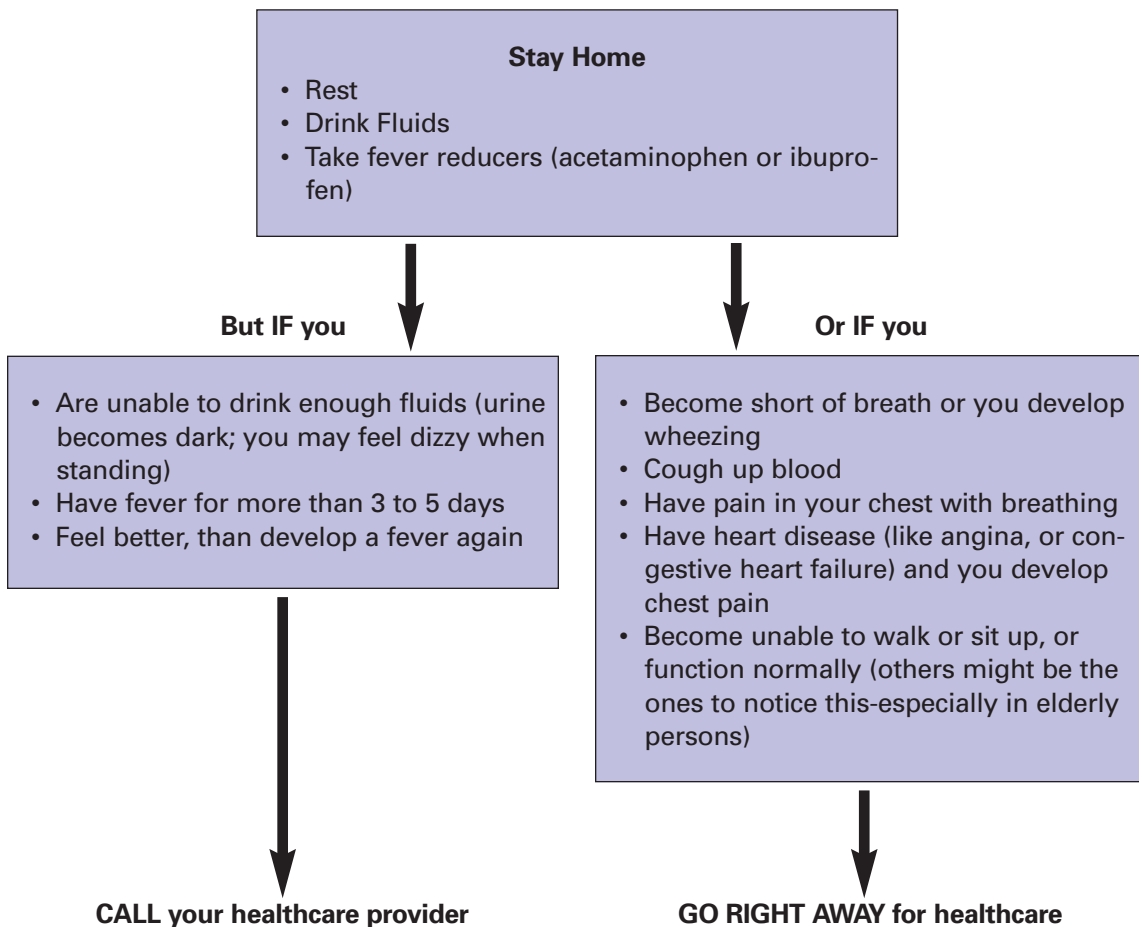 Stay Home
• Rest
• Drink Fluids
• Take fever reducers (acetaminophen or ibupro-
fen)
But IF you
• Are unable to drink enough fluids (urine
becomes dark; you may feel dizzy when
standing)
• Have fever for more than 3 to 5 days
• Feel better, than develop a fever again
CALL your healthcare provider
Or IF you
• Become short of breath or you develop
wheezing
• Cough up blood
• Have pain in your chest with breathing
• Have heart disease (like angina, or con-
gestive heart failure) and you develop
chest pain
• Become unable to walk or sit up, or
function normally (others might be the
ones to notice this-especially in elderly
persons)
GO RIGHT AWAY for healthcare